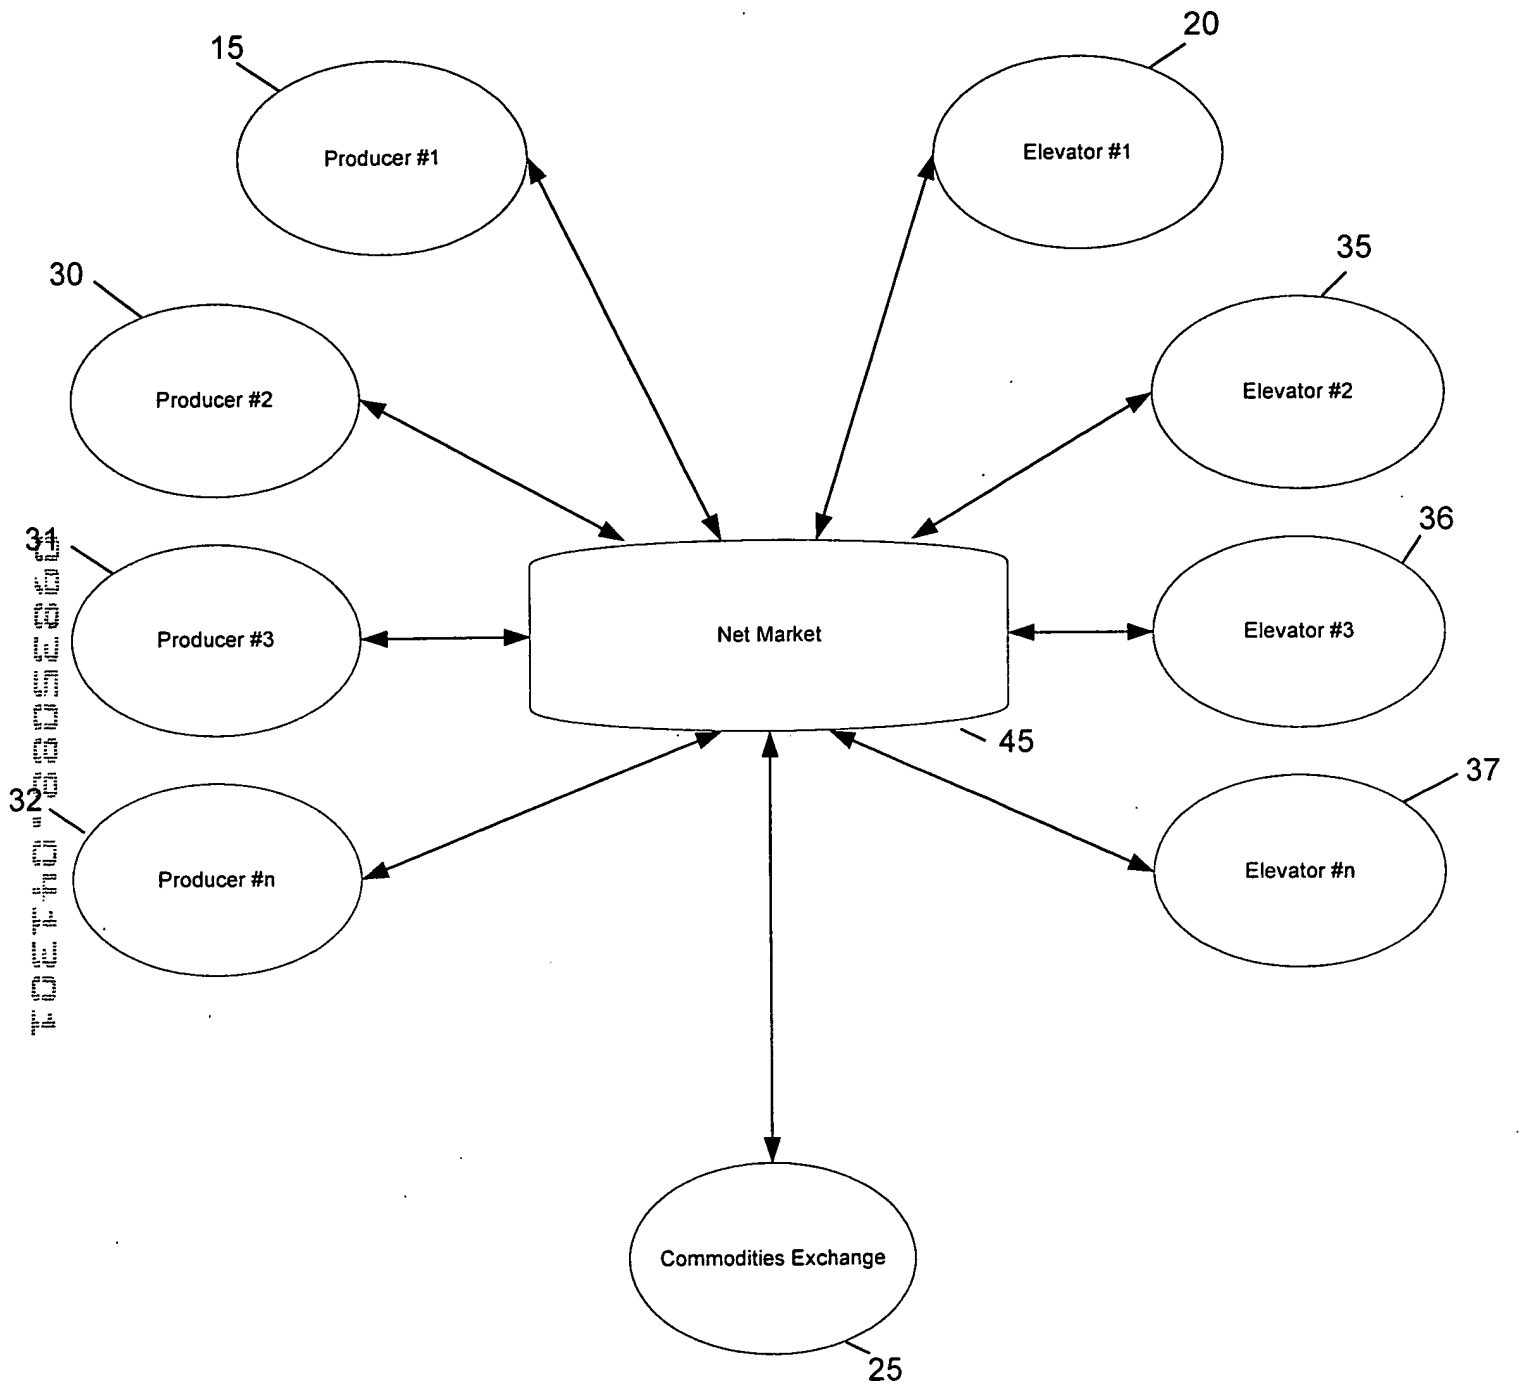 15
20
Producer #1
Elevator #1
30
35
Producer #2
Elevator #2
31
36
Producer #3
Net Market
Elevator #3
45
32
37
Producer #n
Elevator #n
Commodities Exchange
25